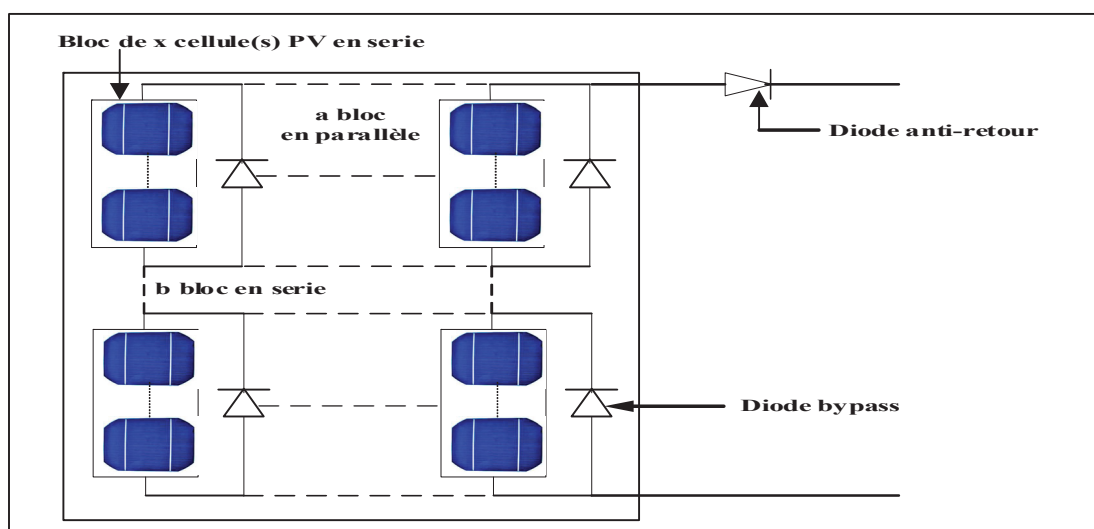 Bloc de x cellule(s) PV en serie
a bloc
en parallèle
Diode anti-retour
b bloc en serie
Diode bypass